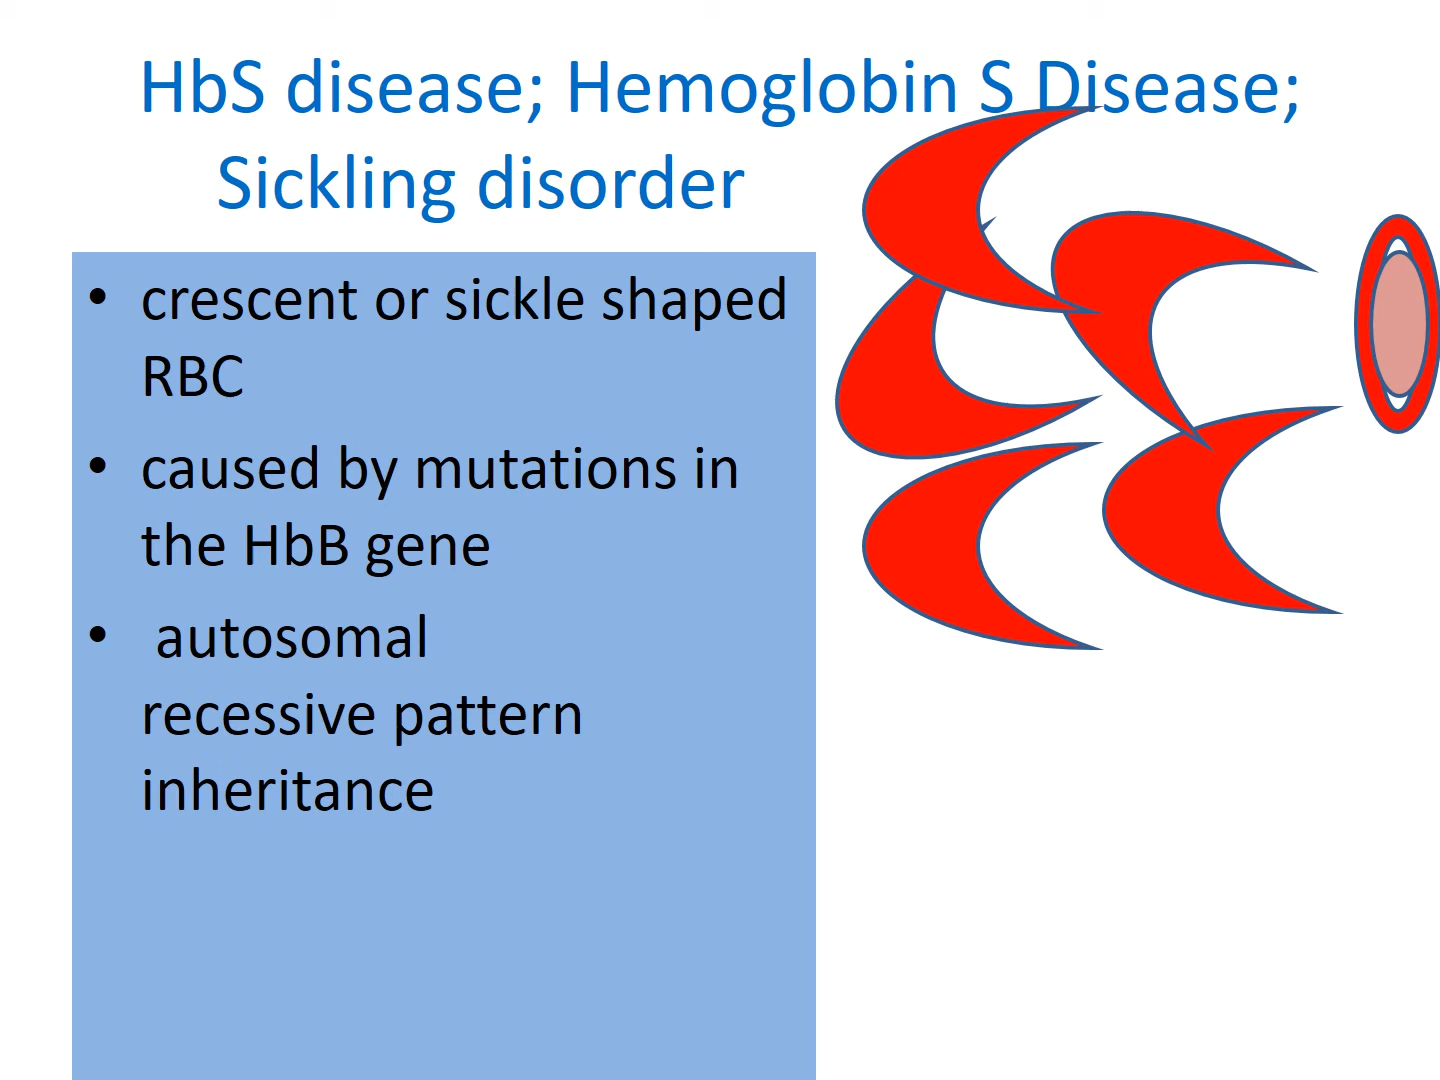 HbS disease; Hemoglobin S Disease;
Sickling disorder
• crescent or sickle shaped
RBC
• caused by mutations in
the HbB gene
• autosomal
recessive pattern
inheritance